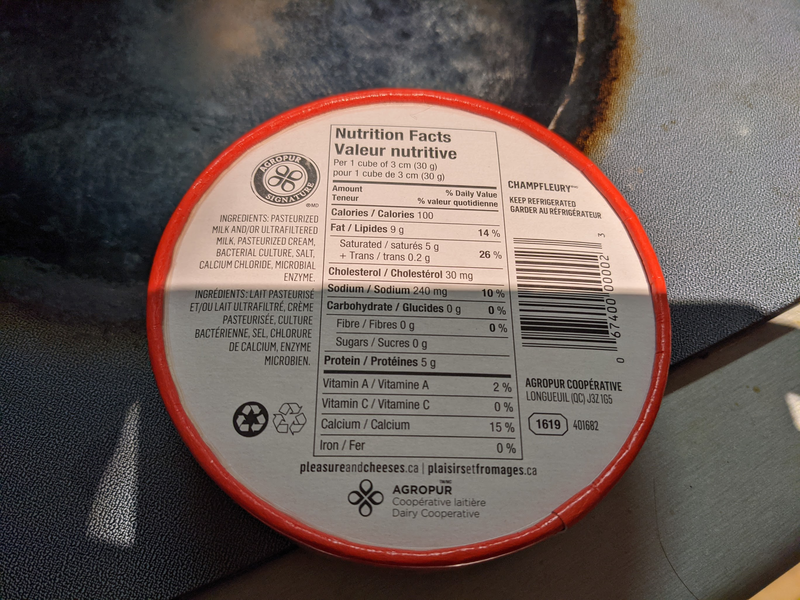 AGROPUR
SIGNATURE
®/MD
INGREDIENTS: PASTEURIZED
MILK AND/OR ULTRAFILTERED
MILK, PASTEURIZED CREAM,
BACTERIAL CULTURE, SALT,
CALCIUM CHLORIDE, MICROBIAL
ENZYME.
INGRÉDIENTS: LAIT PASTEURISÉ
ET/OU LAIT ULTRAFILTRÉ, CRÈME
PASTEURISÉE, CULTURE
BACTÉRIENNE, SEL, CHLORURE
DE CALCIUM, ENZYME
MICROBIEN.
Nutrition Facts
Valeur nutritive
Per 1 cube of 3 cm (30 g)
pour 1 cube de 3 cm (30 g)
Amount % Daily Value
Teneur % valeur quotidienne
Calories / Calories 100
Fat / Lipides 9 g 14 %
Saturated / saturés 5 g
+ Trans / trans 0.2 g 26 %
Cholesterol / Cholestérol 30 mg
Sodium / Sodium 240 mg 10 %
Carbohydrate / Glucides 0 g 0 %
Fibre / Fibres 0 g 0 %
Sugars / Sucres 0 g
Protein / Protéines 5 g
Vitamin A / Vitamine A 2 %
Vitamin C / Vitamine C 0 %
Calcium / Calcium 15 %
Iron / Fer 0 %
CHAMPFLEURY
KEEP REFRIGERATED
GARDER AU RÉFRIGÉRATEUR
0 67400 00002 3
AGROPUR COOPÉRATIVE
LONGUEUIL (QC) J3Z 1G5
1619 401682
pleasureandcheeses.ca | plaisirsetfromages.ca
AGROPUR
Coopérative laitière
Dairy Cooperative